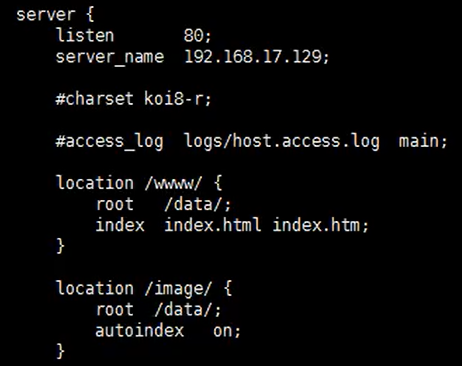 server {
    listen       80;
    server_name  192.168.17.129;

    #charset koi8-r;

    #access_log  logs/host.access.log  main;

    location /www/ {
        root   /data/;
        index  index.html index.htm;
    }

    location /image/ {
        root  /data/;
        autoindex   on;
    }